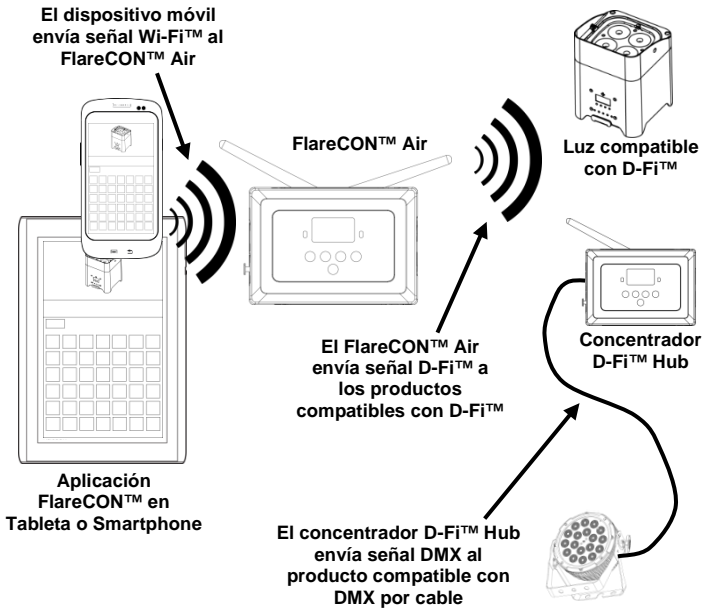 El dispositivo móvil
envía señal Wi-Fi™ al
FlareCON™ Air
FlareCON™ Air
Luz compatible
con D-Fi™
Concentrador
D-Fi™ Hub
El FlareCON™ Air
envía señal D-Fi™ a
los productos
compatibles con D-Fi™
Aplicación
FlareCON™ en
Tableta o Smartphone
El concentrador D-Fi™ Hub
envía señal DMX al
producto compatible con
DMX por cable